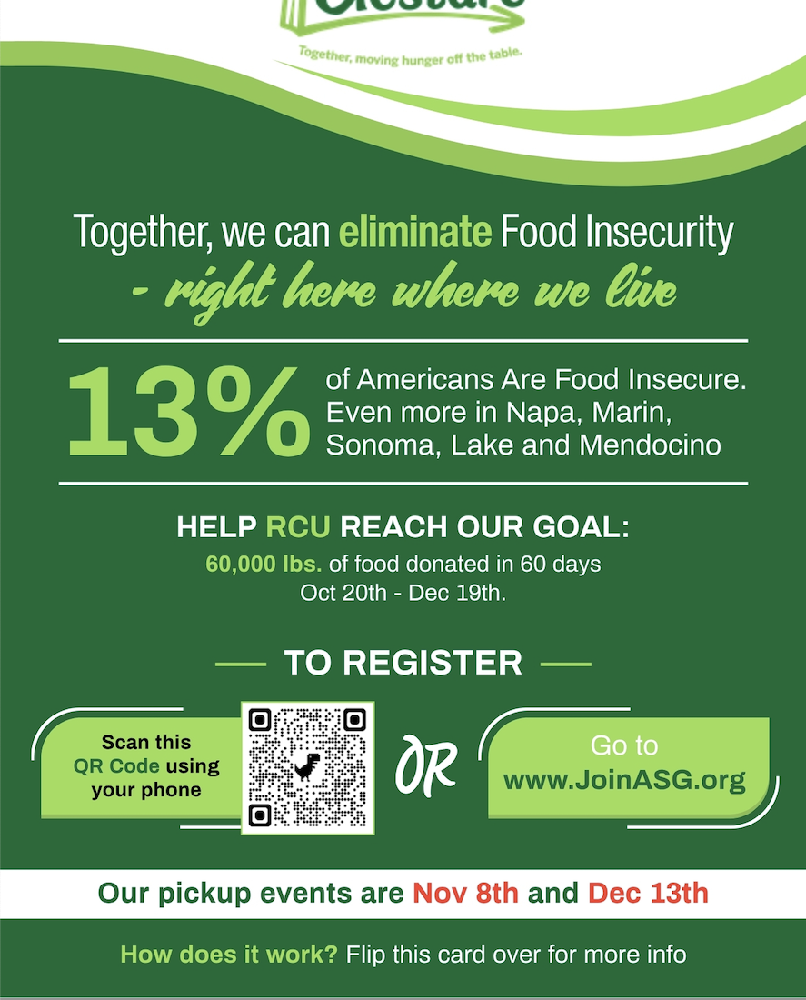 Together, moving hunger off the table.
Together, we can eliminate Food Insecurity
- right here where we live
13%
of Americans Are Food Insecure.
Even more in Napa, Marin,
Sonoma, Lake and Mendocino
HELP RCU REACH OUR GOAL:
60,000 lbs. of food donated in 60 days
Oct 20th - Dec 19th.
TO REGISTER
Scan this
QR Code using
your phone
OR
Go to
www.JoinASG.org
Our pickup events are Nov 8th and Dec 13th
How does it work? Flip this card over for more info